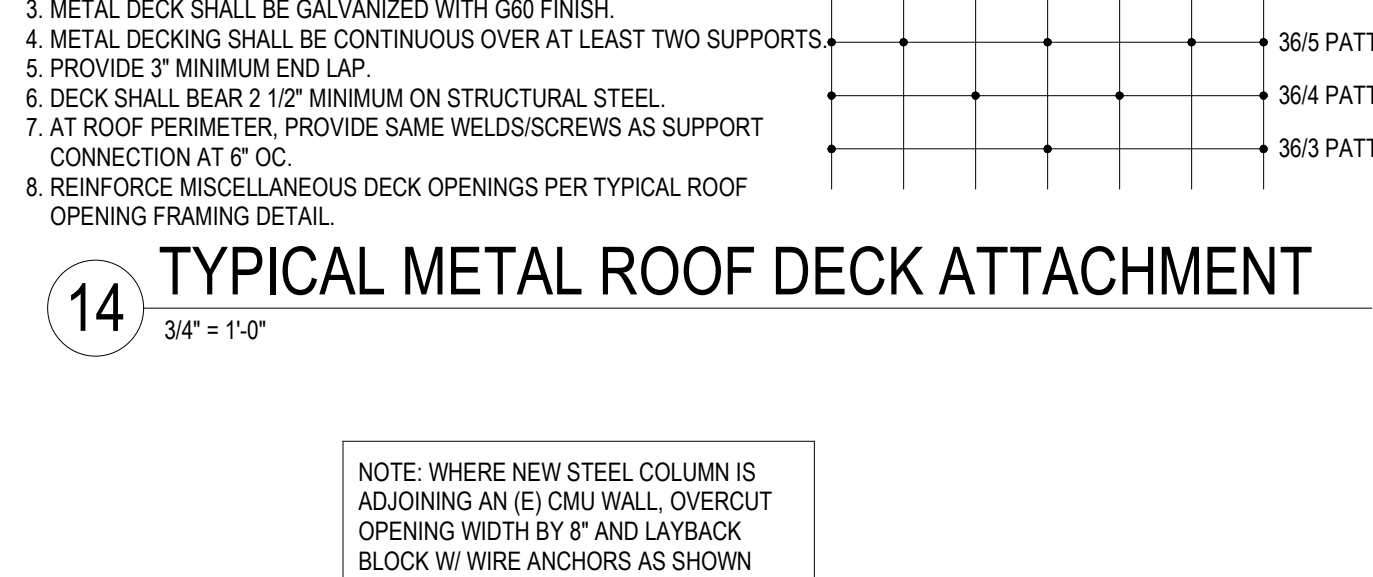 3. METAL DECK SHALL BE GALVANIZED WITH G60 FINISH.
4. METAL DECKING SHALL BE CONTINUOUS OVER AT LEAST TWO SUPPORTS.
5. PROVIDE 3" MINIMUM END LAP.
6. DECK SHALL BEAR 2 1/2" MINIMUM ON STRUCTURAL STEEL.
7. AT ROOF PERIMETER, PROVIDE SAME WELDS/SCREWS AS SUPPORT
CONNECTION AT 6" OC.
8. REINFORCE MISCELLANEOUS DECK OPENINGS PER TYPICAL ROOF
OPENING FRAMING DETAIL.
36/5 PATT
36/4 PATT
36/3 PATT
14
TYPICAL METAL ROOF DECK ATTACHMENT
3/4" = 1'-0"
NOTE: WHERE NEW STEEL COLUMN IS
ADJOINING AN (E) CMU WALL, OVERCUT
OPENING WIDTH BY 8" AND LAYBACK
BLOCK W/ WIRE ANCHORS AS SHOWN